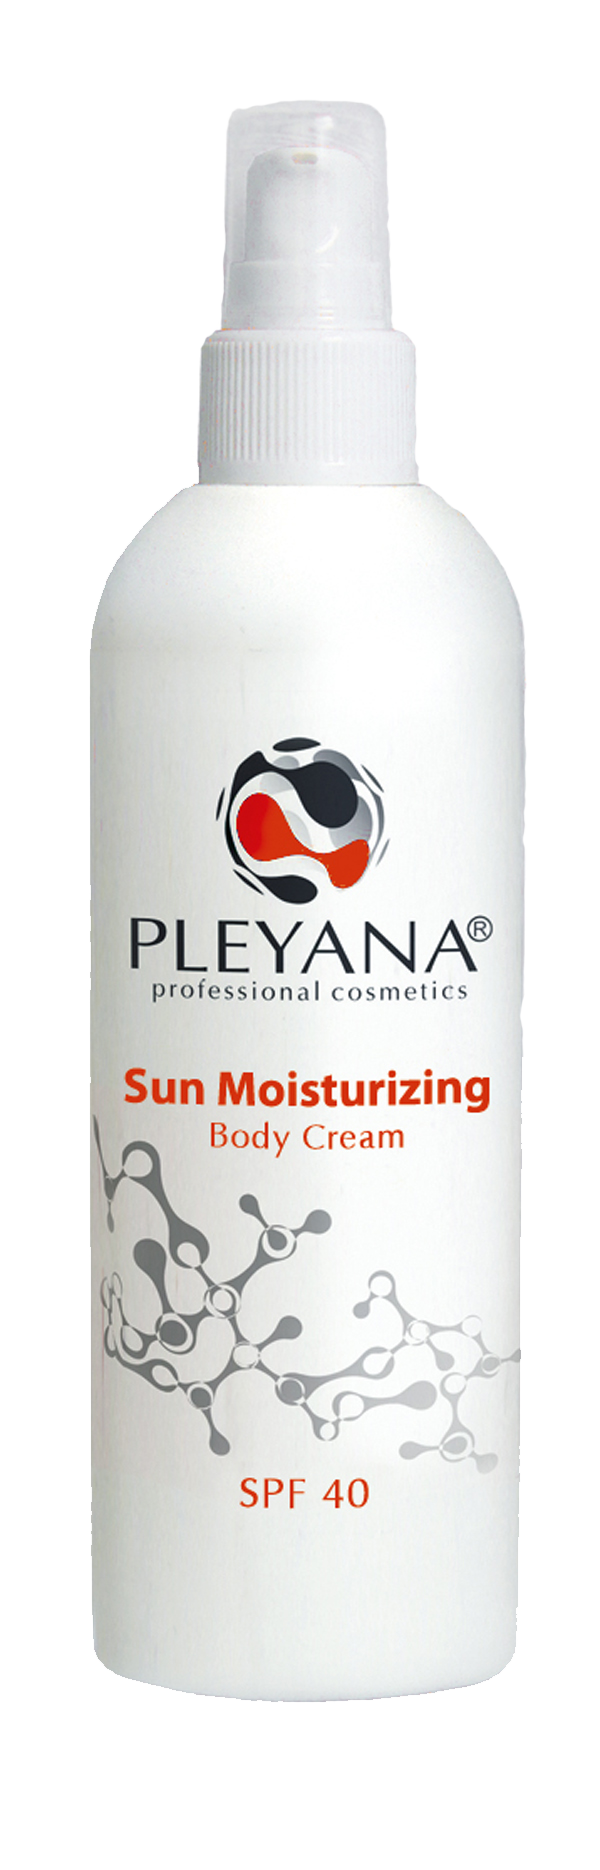 PLEYANA®
professional cosmetics
Sun Moisturizing
Body Cream
SPF 40